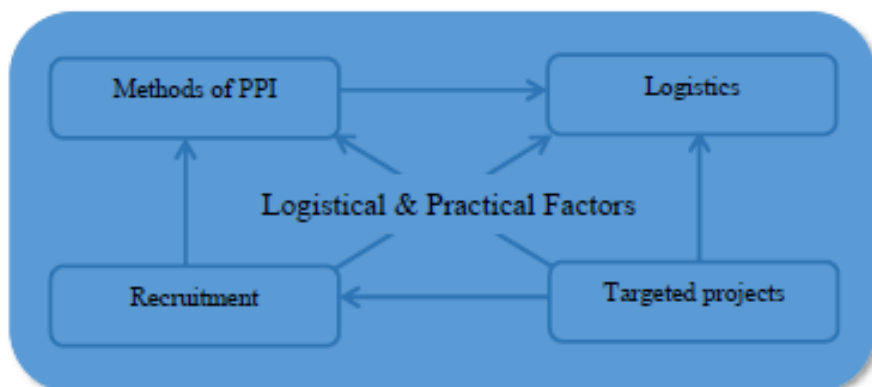 Methods of PPI
Logistics
Logistical & Practical Factors
Recruitment
Targeted projects